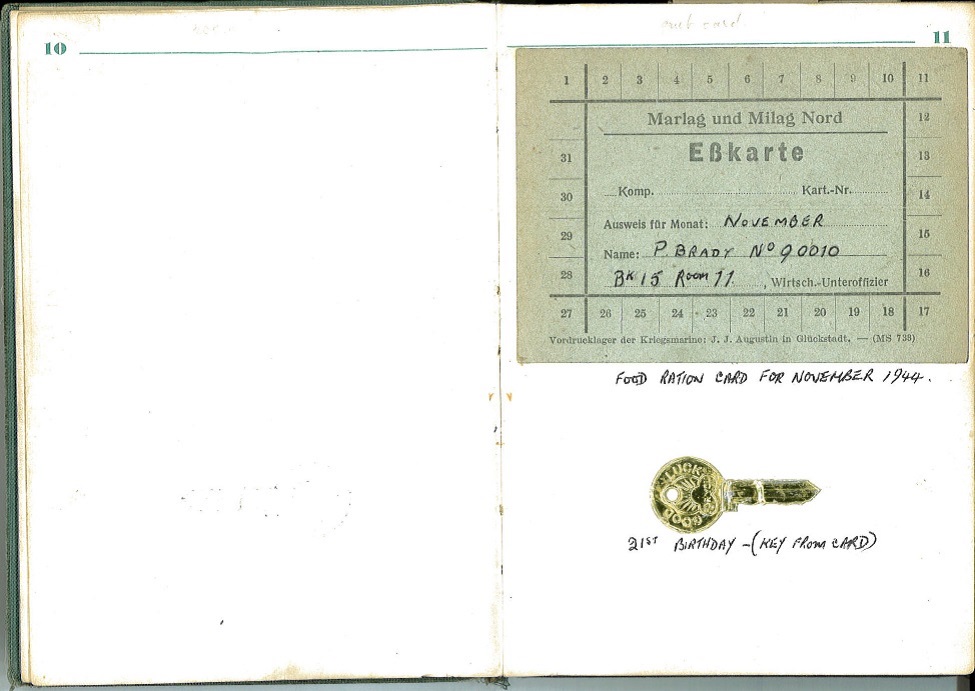 10
11
1 2 3 4 5 6 7 8 9 10 11
Marlag und Milag Nord
12
Eßkarte
31
13
Komp. Kart.-Nr.
30
14
Ausweis für Monat: NOVEMBER
29
15
Name: P. BRADY Nº 90010
28
BK 15 ROOM 11. , Wirtsch.-Unteroffizier
16
27 26 25 24 23 22 21 20 19 18 17
Vordrucklager der Kriegsmarine: J. J. Augustin in Glückstadt. — (MS 738)
FOOD RATION CARD FOR NOVEMBER 1944.
GOOD LUCK
21ST BIRTHDAY - (KEY FROM CARD)